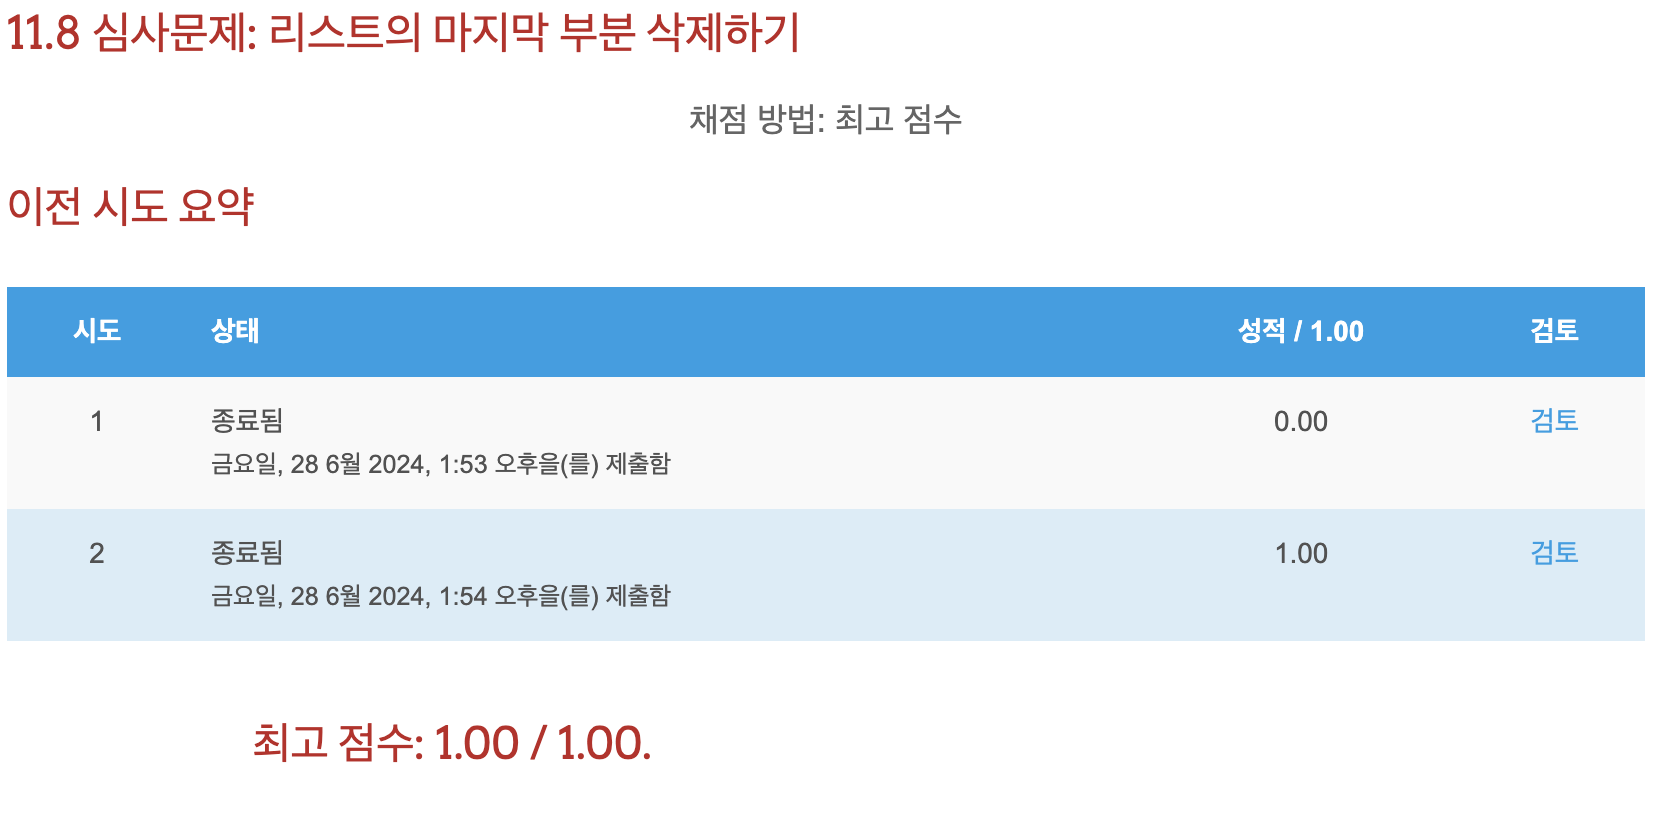 11.8 심사문제: 리스트의 마지막 부분 삭제하기
채점 방법: 최고 점수
이전 시도 요약
시도 상태 성적 / 1.00 검토
1 종료됨 0.00 검토
금요일, 28 6월 2024, 1:53 오후을(를) 제출함
2 종료됨 1.00 검토
금요일, 28 6월 2024, 1:54 오후을(를) 제출함
최고 점수: 1.00 / 1.00.